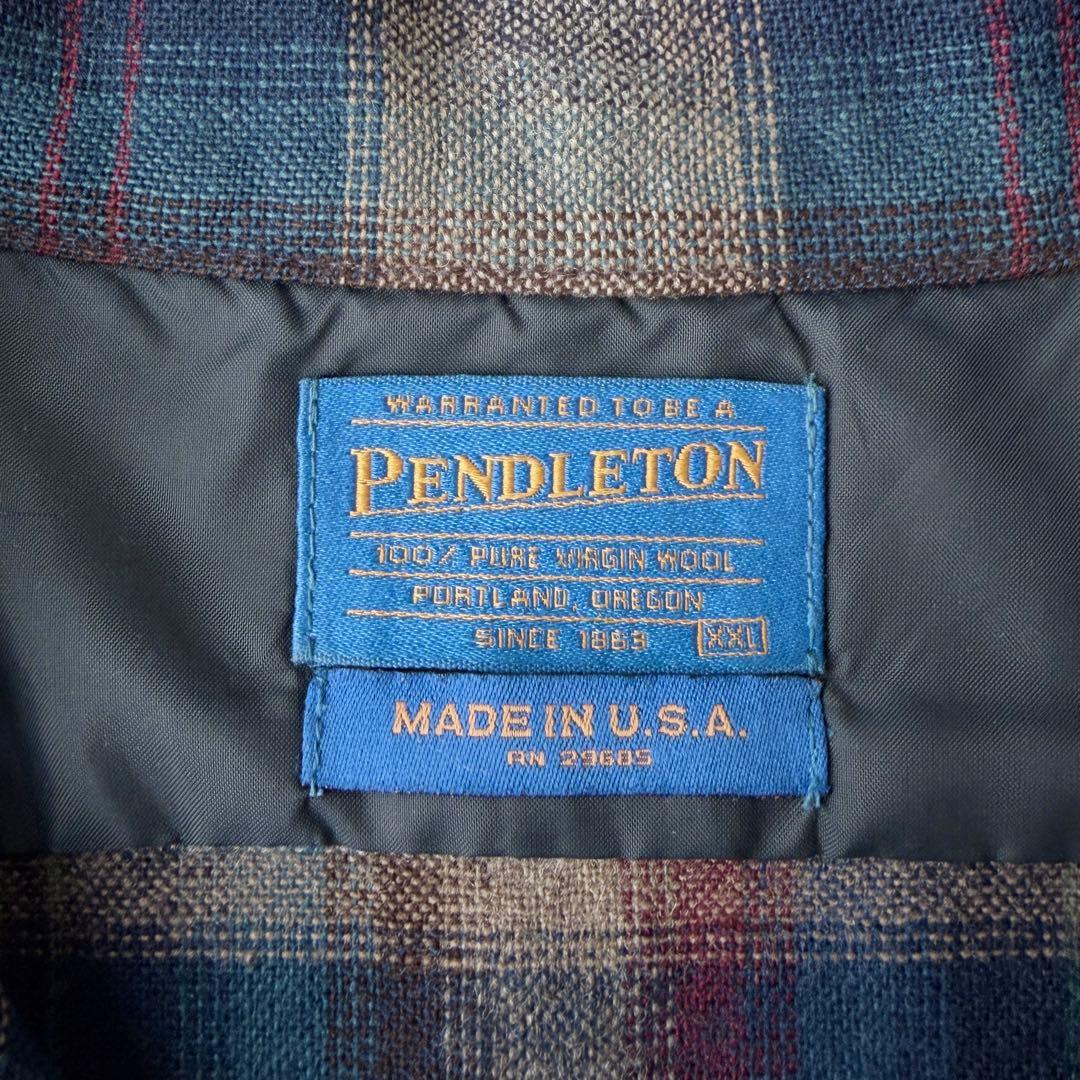 WARRANTED TO BE A
PENDLETON
100% PURE VIRGIN WOOL
PORTLAND, OREGON
SINCE 1863 XXL
MADE IN U.S.A.
RN 29685